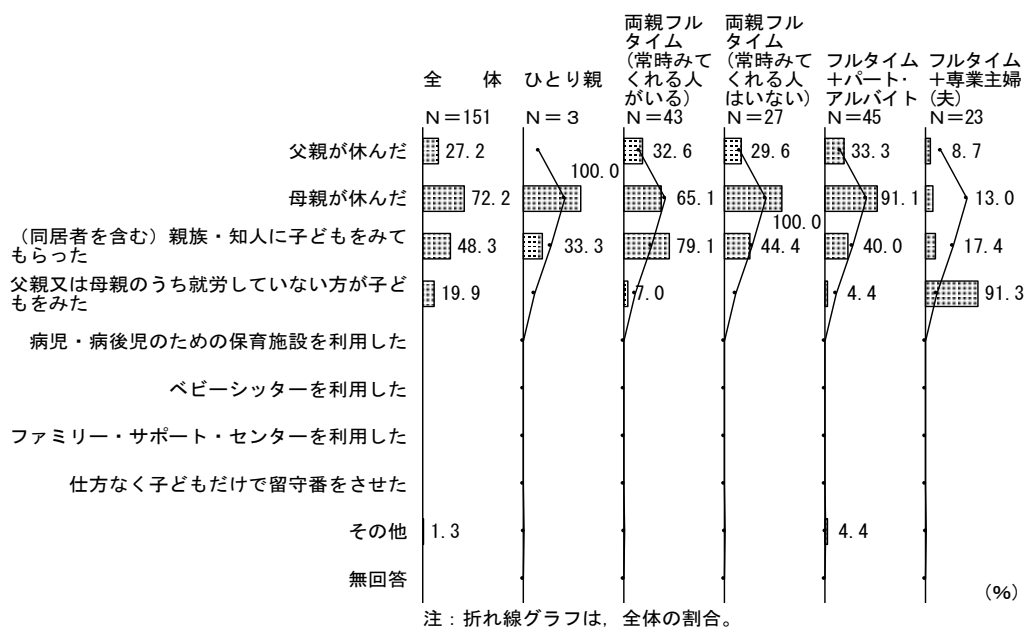 両親フル
タイム
(常時みて
くれる人
がいる)
両親フル
タイム
(常時みて
くれる人
はいない)
フルタイム
＋パート・
アルバイト
フルタイム
＋専業主婦
(夫)
全　体
ひとり親
N＝151
N＝3
N＝43
N＝27
N＝45
N＝23
父親が休んだ
27.2
32.6
29.6
33.3
8.7
母親が休んだ
72.2
100.0
65.1
100.0
91.1
13.0
（同居者を含む）親族・知人に子どもをみて
もらった
48.3
33.3
79.1
44.4
40.0
17.4
父親又は母親のうち就労していない方が子ど
もをみた
19.9
7.0
4.4
91.3
病児・病後児のための保育施設を利用した
ベビーシッターを利用した
ファミリー・サポート・センターを利用した
仕方なく子どもだけで留守番をさせた
その他
1.3
4.4
無回答
(%)
注：折れ線グラフは，全体の割合。